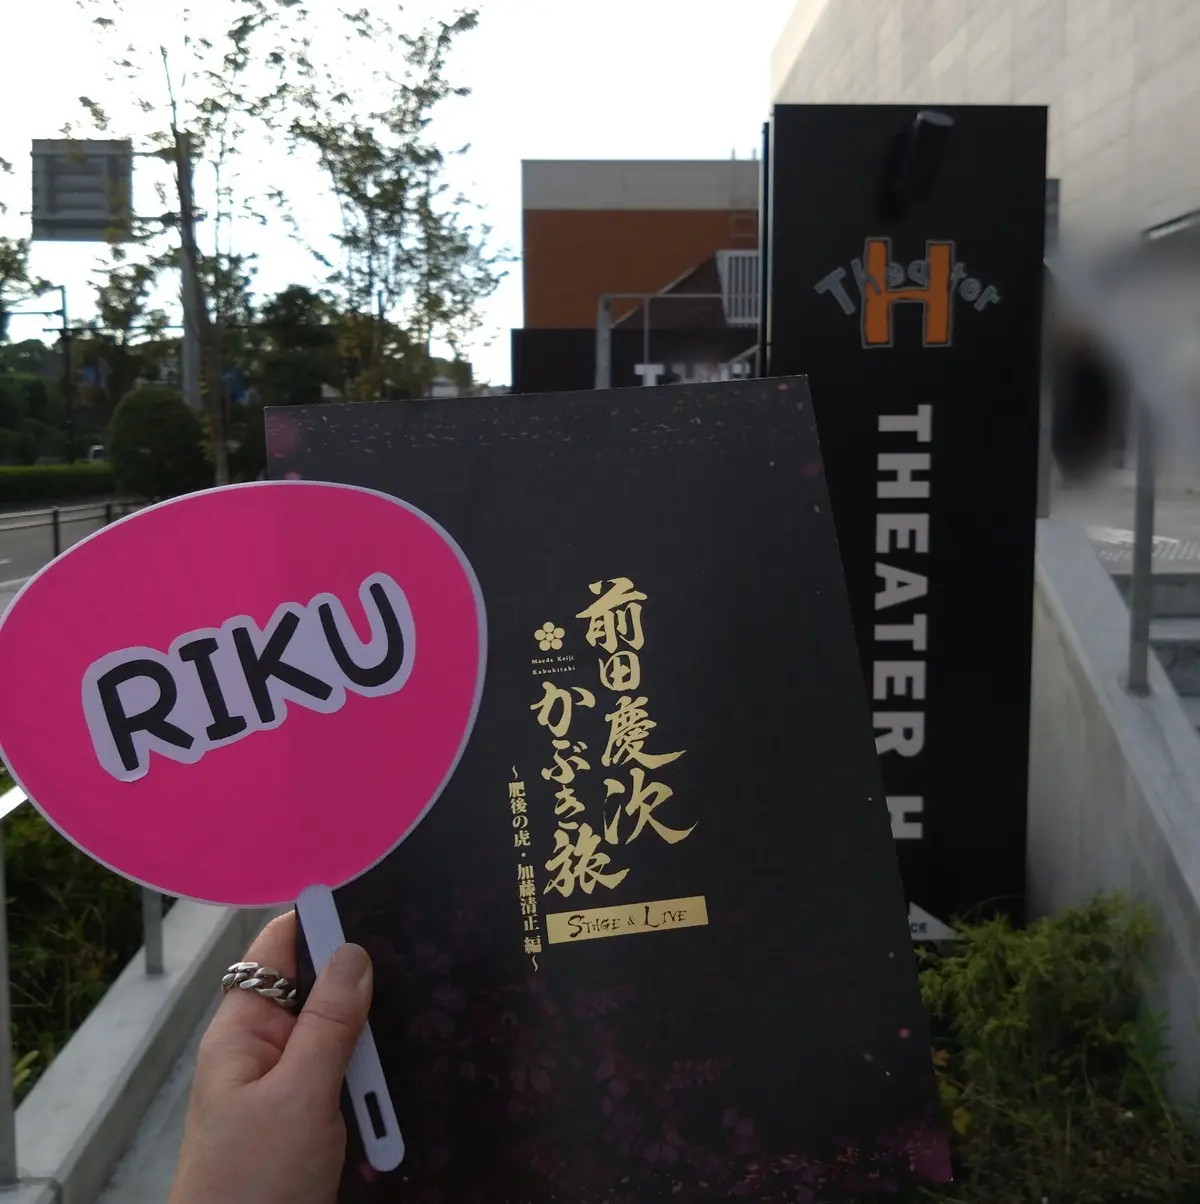 Theater
H
THEATER H
RIKU
前田慶次
かぶき旅
Maeda Keiji
Kabukitabi
～肥後の虎・加藤清正 編～
STAGE & LIVE